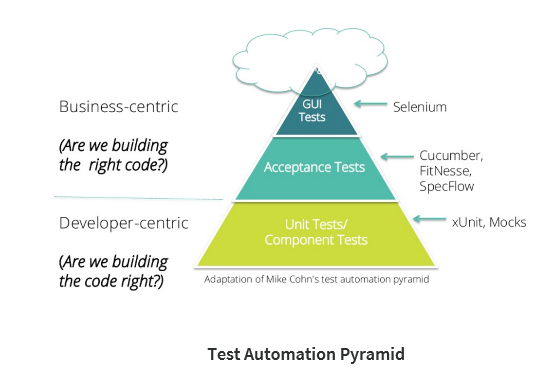 Business-centric
(Are we building
the right code?)
GUI
Tests
Selenium
Acceptance Tests
Cucumber,
FitNesse,
SpecFlow
Developer-centric
(Are we building
the code right?)
Unit Tests/
Component Tests
xUnit, Mocks
Adaptation of Mike Cohn's test automation pyramid
Test Automation Pyramid